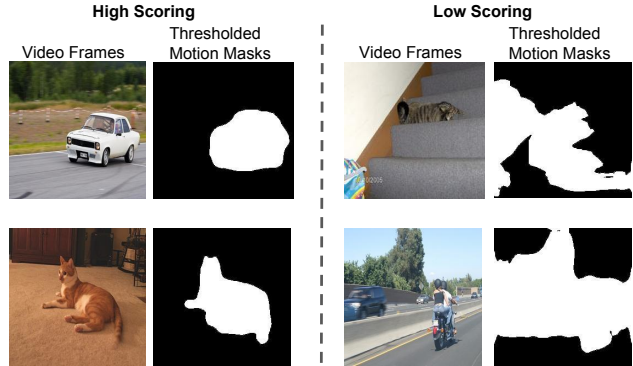 High Scoring
Low Scoring
Video Frames
Thresholded
Motion Masks
Video Frames
Thresholded
Motion Masks